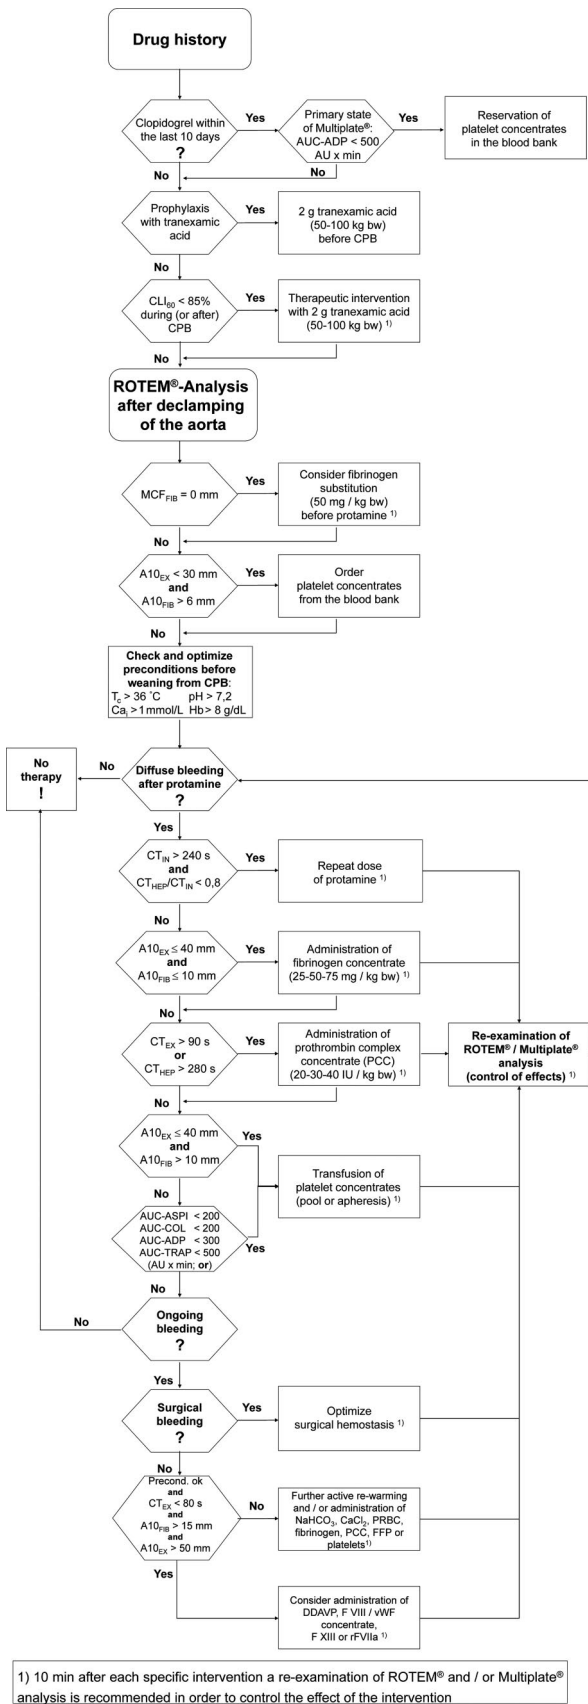 Drug history
Clopidogrel within
the last 10 days
?
Yes
Primary state
of Multiplate®:
AUC-ADP < 500
AU x min
Yes
Reservation of
platelet concentrates
in the blood bank
No
No
Prophylaxis
with tranexamic
acid
Yes
2 g tranexamic acid
(50-100 kg bw)
before CPB
No
CLI60 < 85%
during (or after)
CPB
Yes
Therapeutic intervention
with 2 g tranexamic acid
(50-100 kg bw) 1)
No
ROTEM®-Analysis
after declamping
of the aorta
MCFFIB = 0 mm
Yes
Consider fibrinogen
substitution
(50 mg / kg bw)
before protamine 1)
No
A10EX < 30 mm
and
A10FIB > 6 mm
Yes
Order
platelet concentrates
from the blood bank
No
Check and optimize
preconditions before
weaning from CPB:
Tc > 36 °C pH > 7,2
Cai > 1 mmol/L Hb > 8 g/dL
No
therapy
!
No
Diffuse bleeding
after protamine
?
Yes
CTIN > 240 s
and
CTHEP/CTIN < 0,8
Yes
Repeat dose
of protamine 1)
No
A10EX ≤ 40 mm
and
A10FIB ≤ 10 mm
Yes
Administration of
fibrinogen concentrate
(25-50-75 mg / kg bw) 1)
No
CTEX > 90 s
or
CTHEP > 280 s
Yes
Administration of
prothrombin complex
concentrate (PCC)
(20-30-40 IU / kg bw) 1)
Re-examination of
ROTEM® / Multiplate®
analysis
(control of effects) 1)
No
A10EX ≤ 40 mm
and
A10FIB > 10 mm
Yes
Transfusion of
platelet concentrates
(pool or apheresis) 1)
No
AUC-ASPI < 200
AUC-COL < 200
AUC-ADP < 300
AUC-TRAP < 500
(AU x min; or)
Yes
No
Ongoing
bleeding
?
No
Yes
Surgical
bleeding
?
Yes
Optimize
surgical hemostasis 1)
No
Precond. ok
and
CTEX < 80 s
and
A10FIB > 15 mm
and
A10EX > 50 mm
No
Further active re-warming
and / or administration of
NaHCO3, CaCl2, PRBC,
fibrinogen, PCC, FFP or
platelets1)
Yes
Consider administration of
DDAVP, F VIII / vWF
concentrate,
F XIII or rFVIIa 1)
1) 10 min after each specific intervention a re-examination of ROTEM® and / or Multiplate®
analysis is recommended in order to control the effect of the intervention